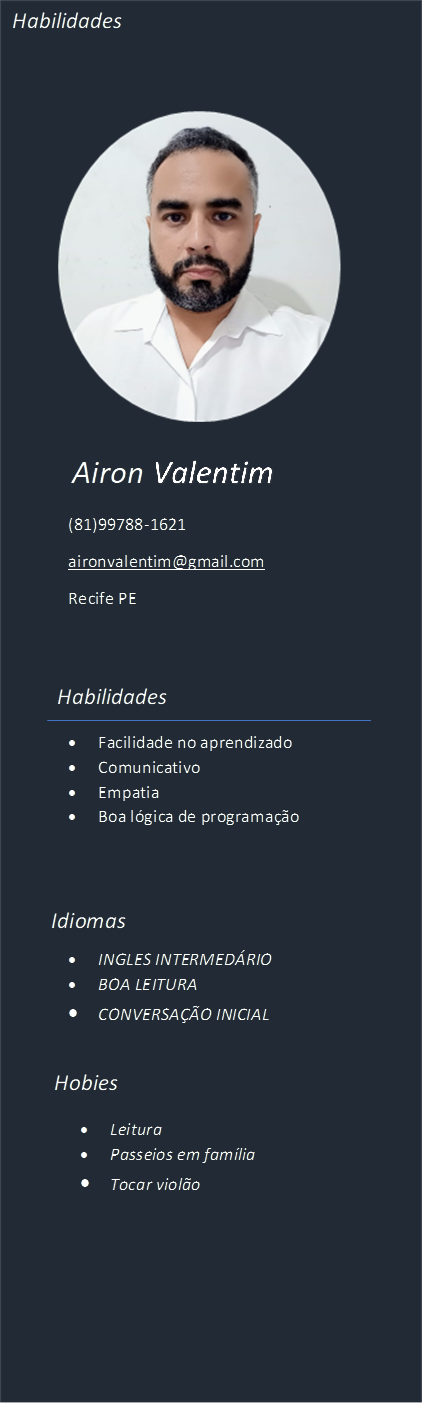 Habilidades
Airon Valentim
(81)99788-1621
aironvalentim@gmail.com
Recife PE
Habilidades
• Facilidade no aprendizado
• Comunicativo
• Empatia
• Boa lógica de programação
Idiomas
• INGLES INTERMEDÁRIO
• BOA LEITURA
• CONVERSAÇÃO INICIAL
Hobies
• Leitura
• Passeios em família
• Tocar violão